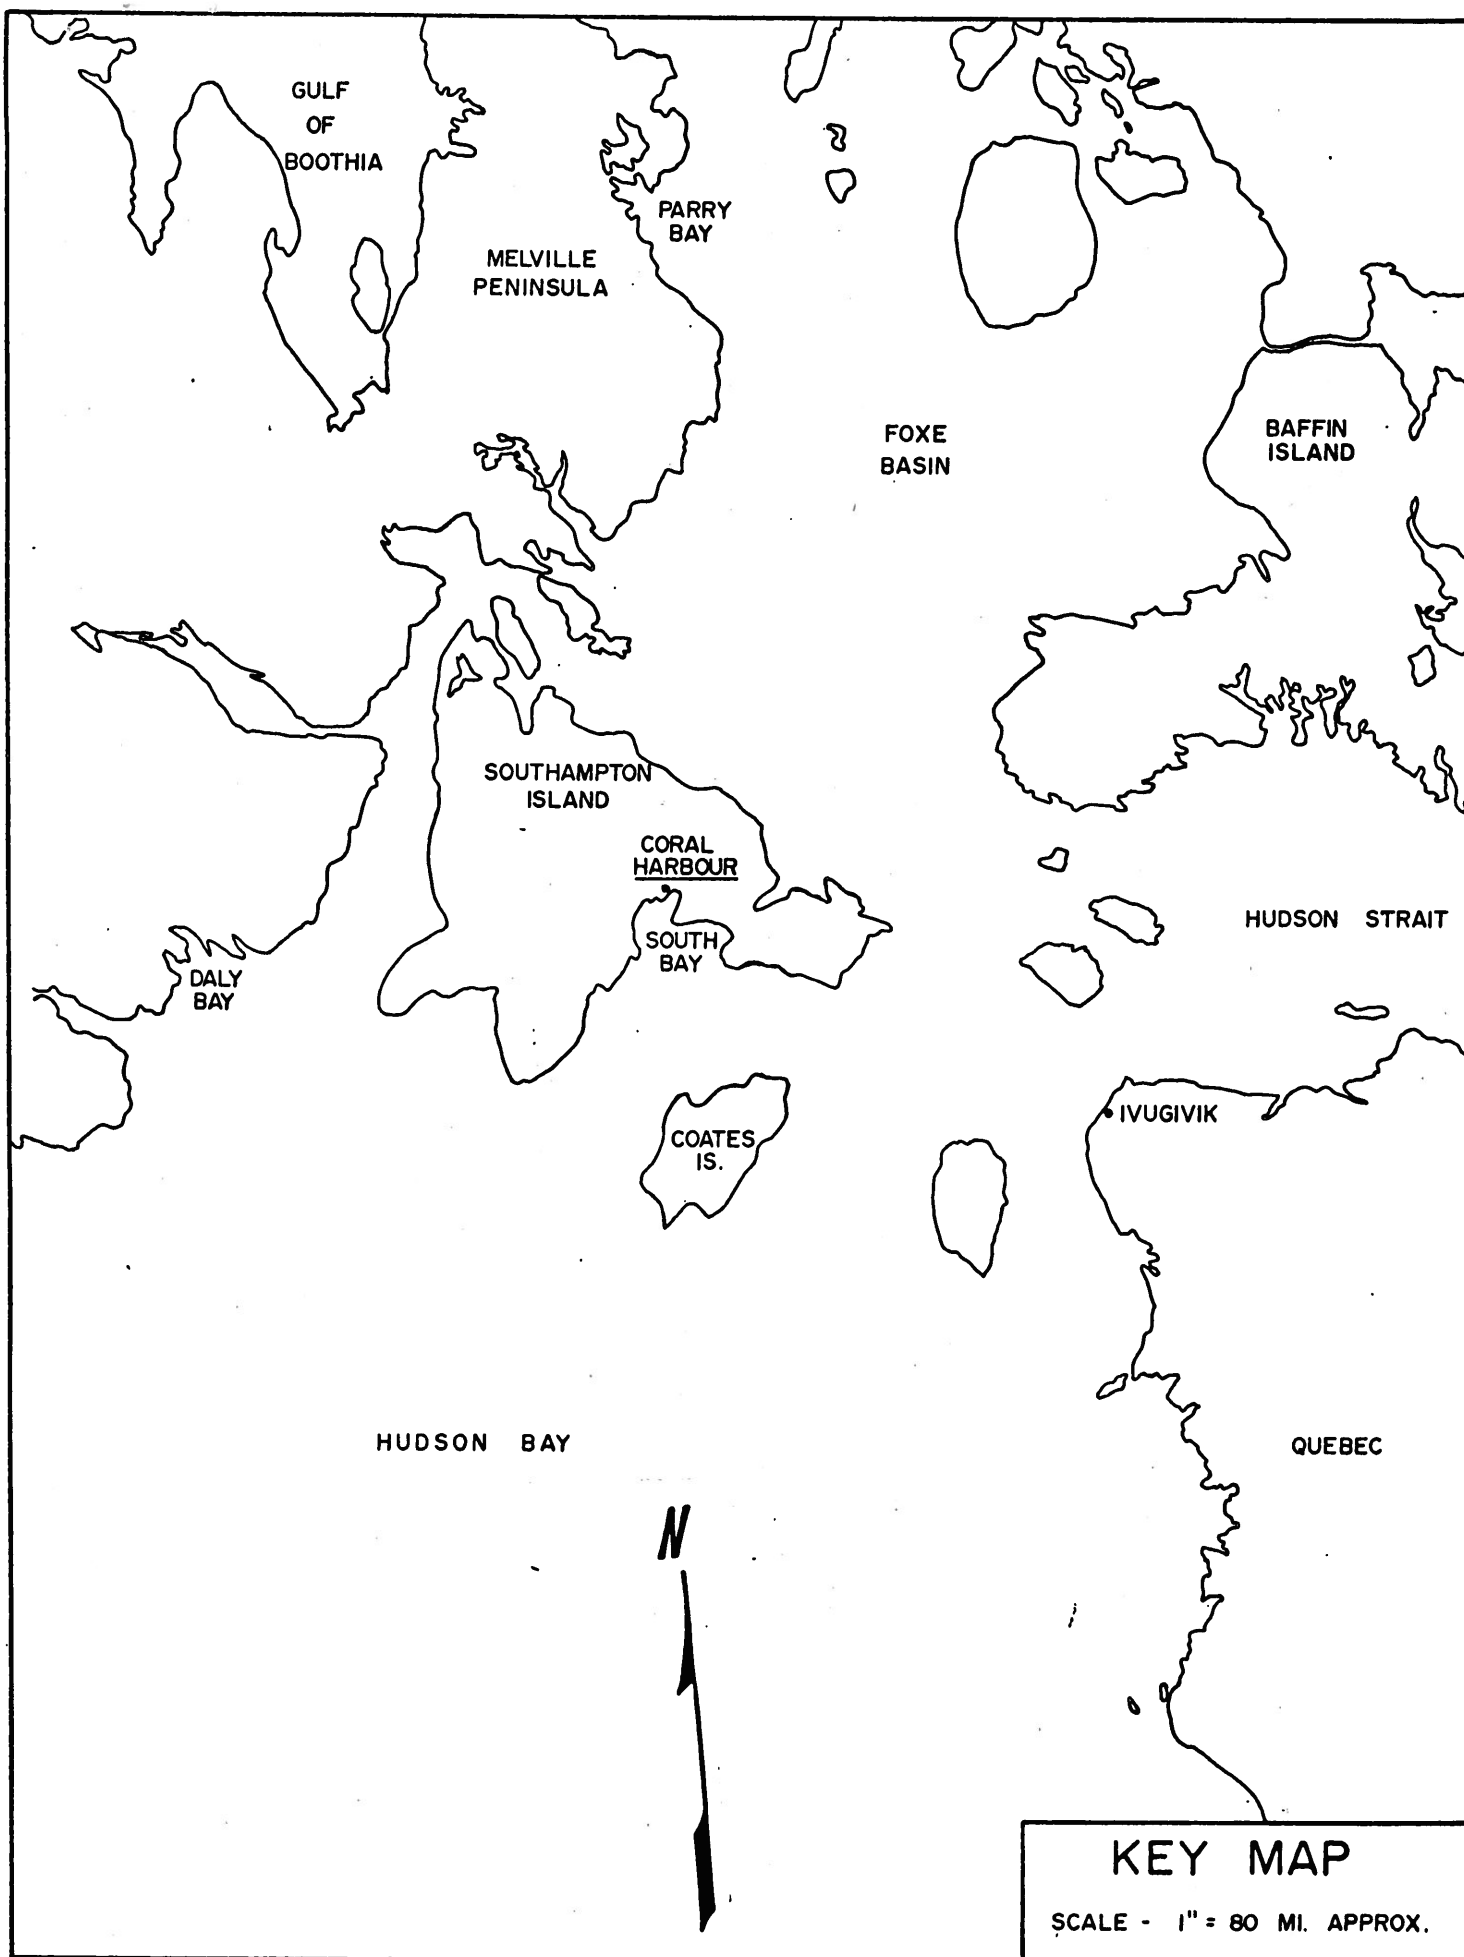 GULF
OF
BOOTHIA
PARRY
BAY
MELVILLE
PENINSULA
FOXE
BASIN
BAFFIN
ISLAND
SOUTHAMPTON
ISLAND
CORAL
HARBOUR
SOUTH
BAY
HUDSON STRAIT
DALY
BAY
IVUGIVIK
COATES
IS.
HUDSON BAY
QUEBEC
N
KEY MAP
SCALE - 1" = 80 MI. APPROX.